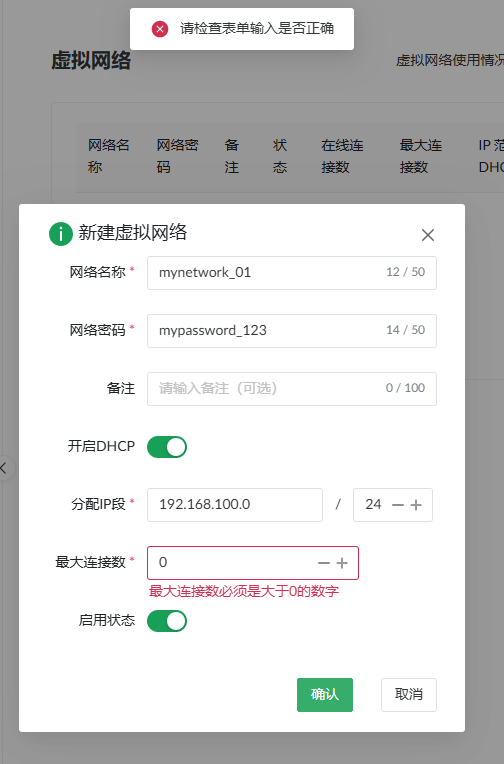 请检查表单输入是否正确
虚拟网络
虚拟网络使用情况
网络名称 网络密码 备注 状态 在线连接数 最大连接数 IP 范 DHC
新建虚拟网络
网络名称 * mynetwork_01 12 / 50
网络密码 * mypassword_123 14 / 50
备注 请输入备注（可选） 0 / 100
开启DHCP
分配IP段 * 192.168.100.0 / 24
最大连接数 * 0
最大连接数必须是大于0的数字
启用状态
确认 取消